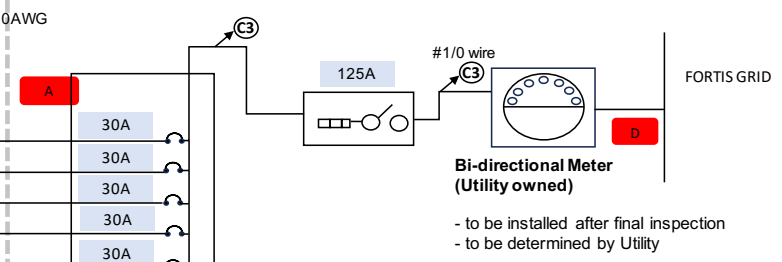 0AWG
C3
#1/0 wire
125A
C3
FORTIS GRID
A
30A
D
30A
Bi-directional Meter
(Utility owned)
30A
30A
- to be installed after final inspection
- to be determined by Utility
30A